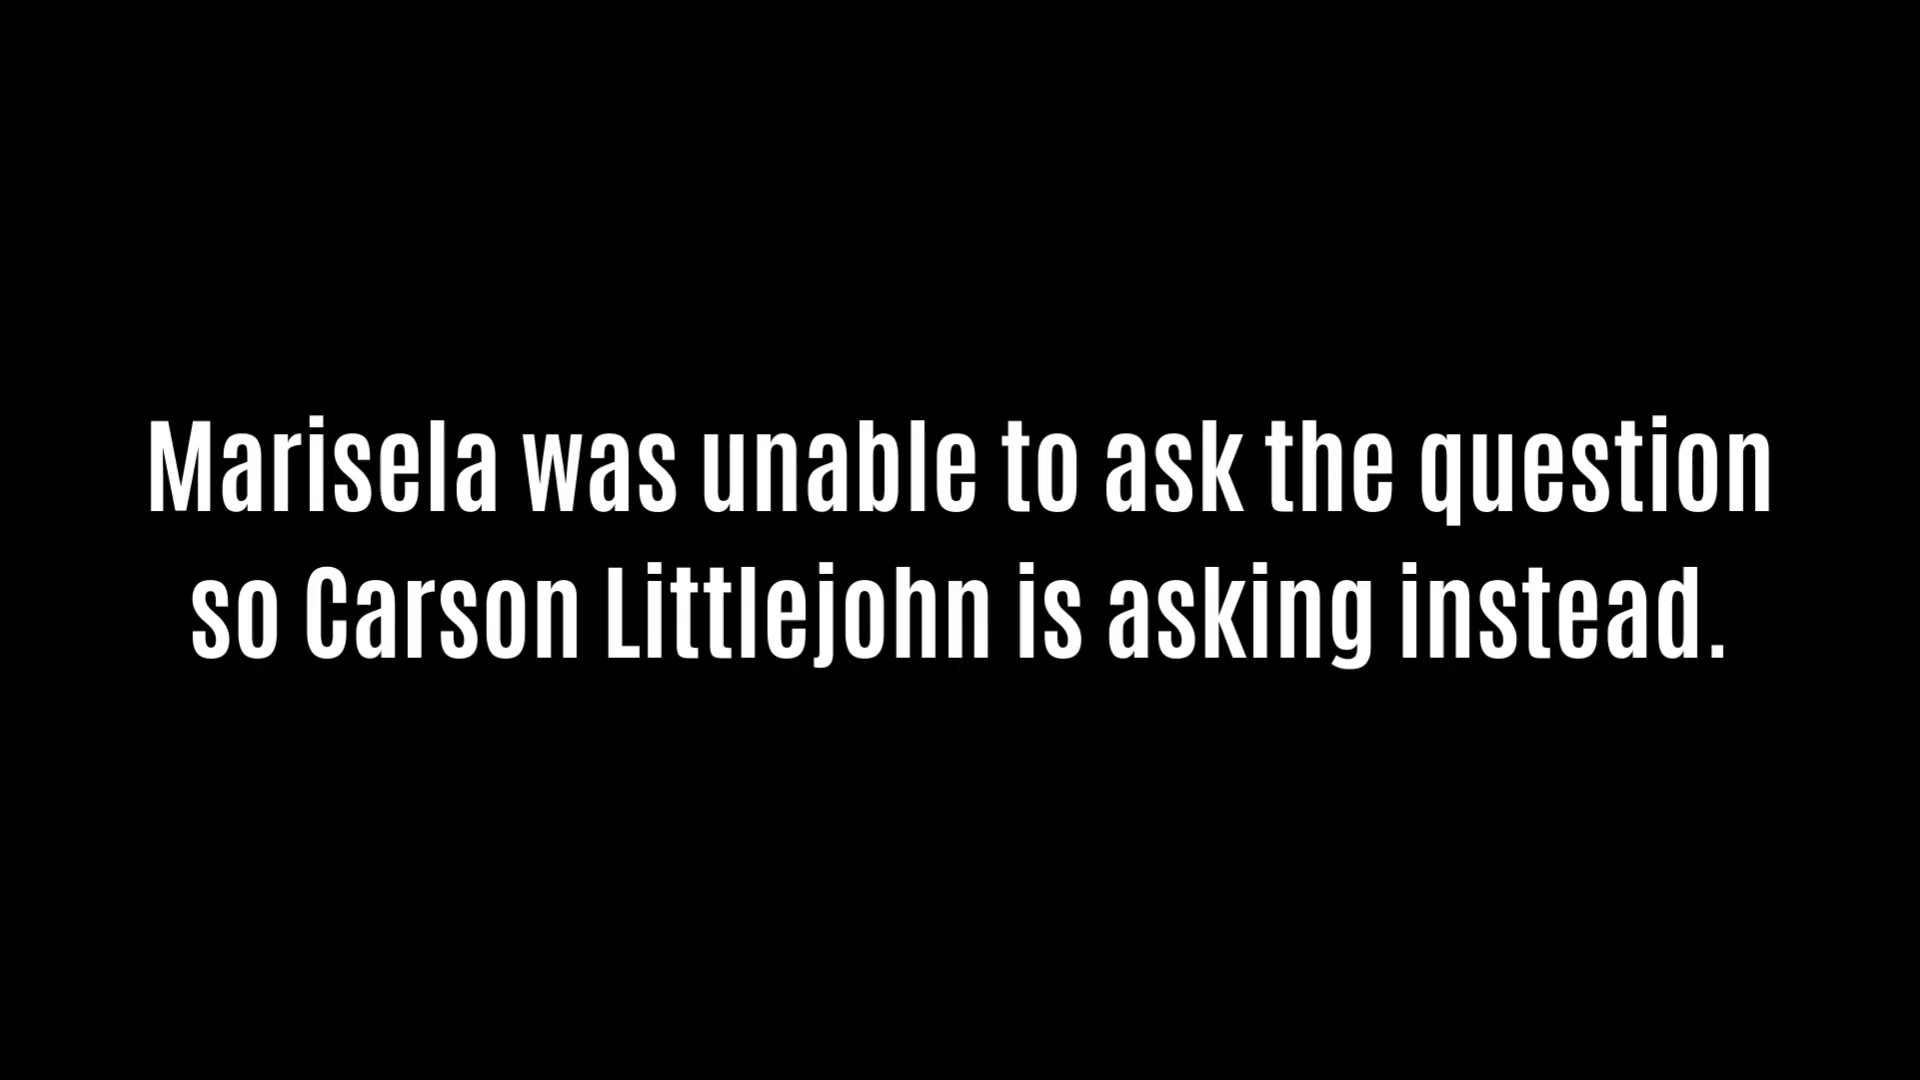 Marisela was unable to ask the question
so Carson Littlejohn is asking instead.